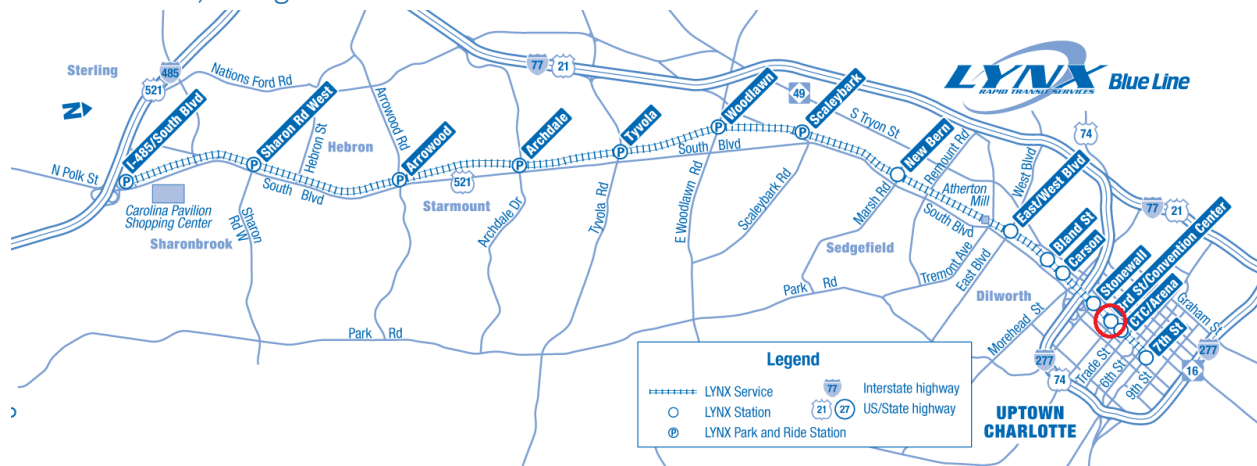 Sterling
485
521
Nations Ford Rd
N
N Polk St
I-485/South Blvd
Carolina Pavilion
Shopping Center
Sharonbrook
Sharon Rd West
South Blvd
Sharon
Rd W
Hebron St
Hebron
Arrowood Rd
Arrowood
521
Starmount
Archdale
Archdale Dr
77
21
Tyvola
Tyvola Rd
Woodlawn
South Blvd
E Woodlawn Rd
Scaleybark
Scaleybark Rd
49
S Tryon St
New Bern
Remount Rd
Marsh Rd
Sedgefield
South Blvd
Atherton
Mill
Tremont Ave
East Blvd
West Blvd
East/West Blvd
Dilworth
Park Rd
Park Rd
LYNX
RAPID TRANSIT SERVICES
Blue Line
74
77
21
Bland St
Carson
Stonewall
3rd St/Convention Center
CTC/Arena
7th St
Graham St
Morehead St
Trade St
6th St
9th St
277
74
277
16
UPTOWN
CHARLOTTE
Legend
LYNX Service
LYNX Station
P LYNX Park and Ride Station
77 Interstate highway
21 27 US/State highway